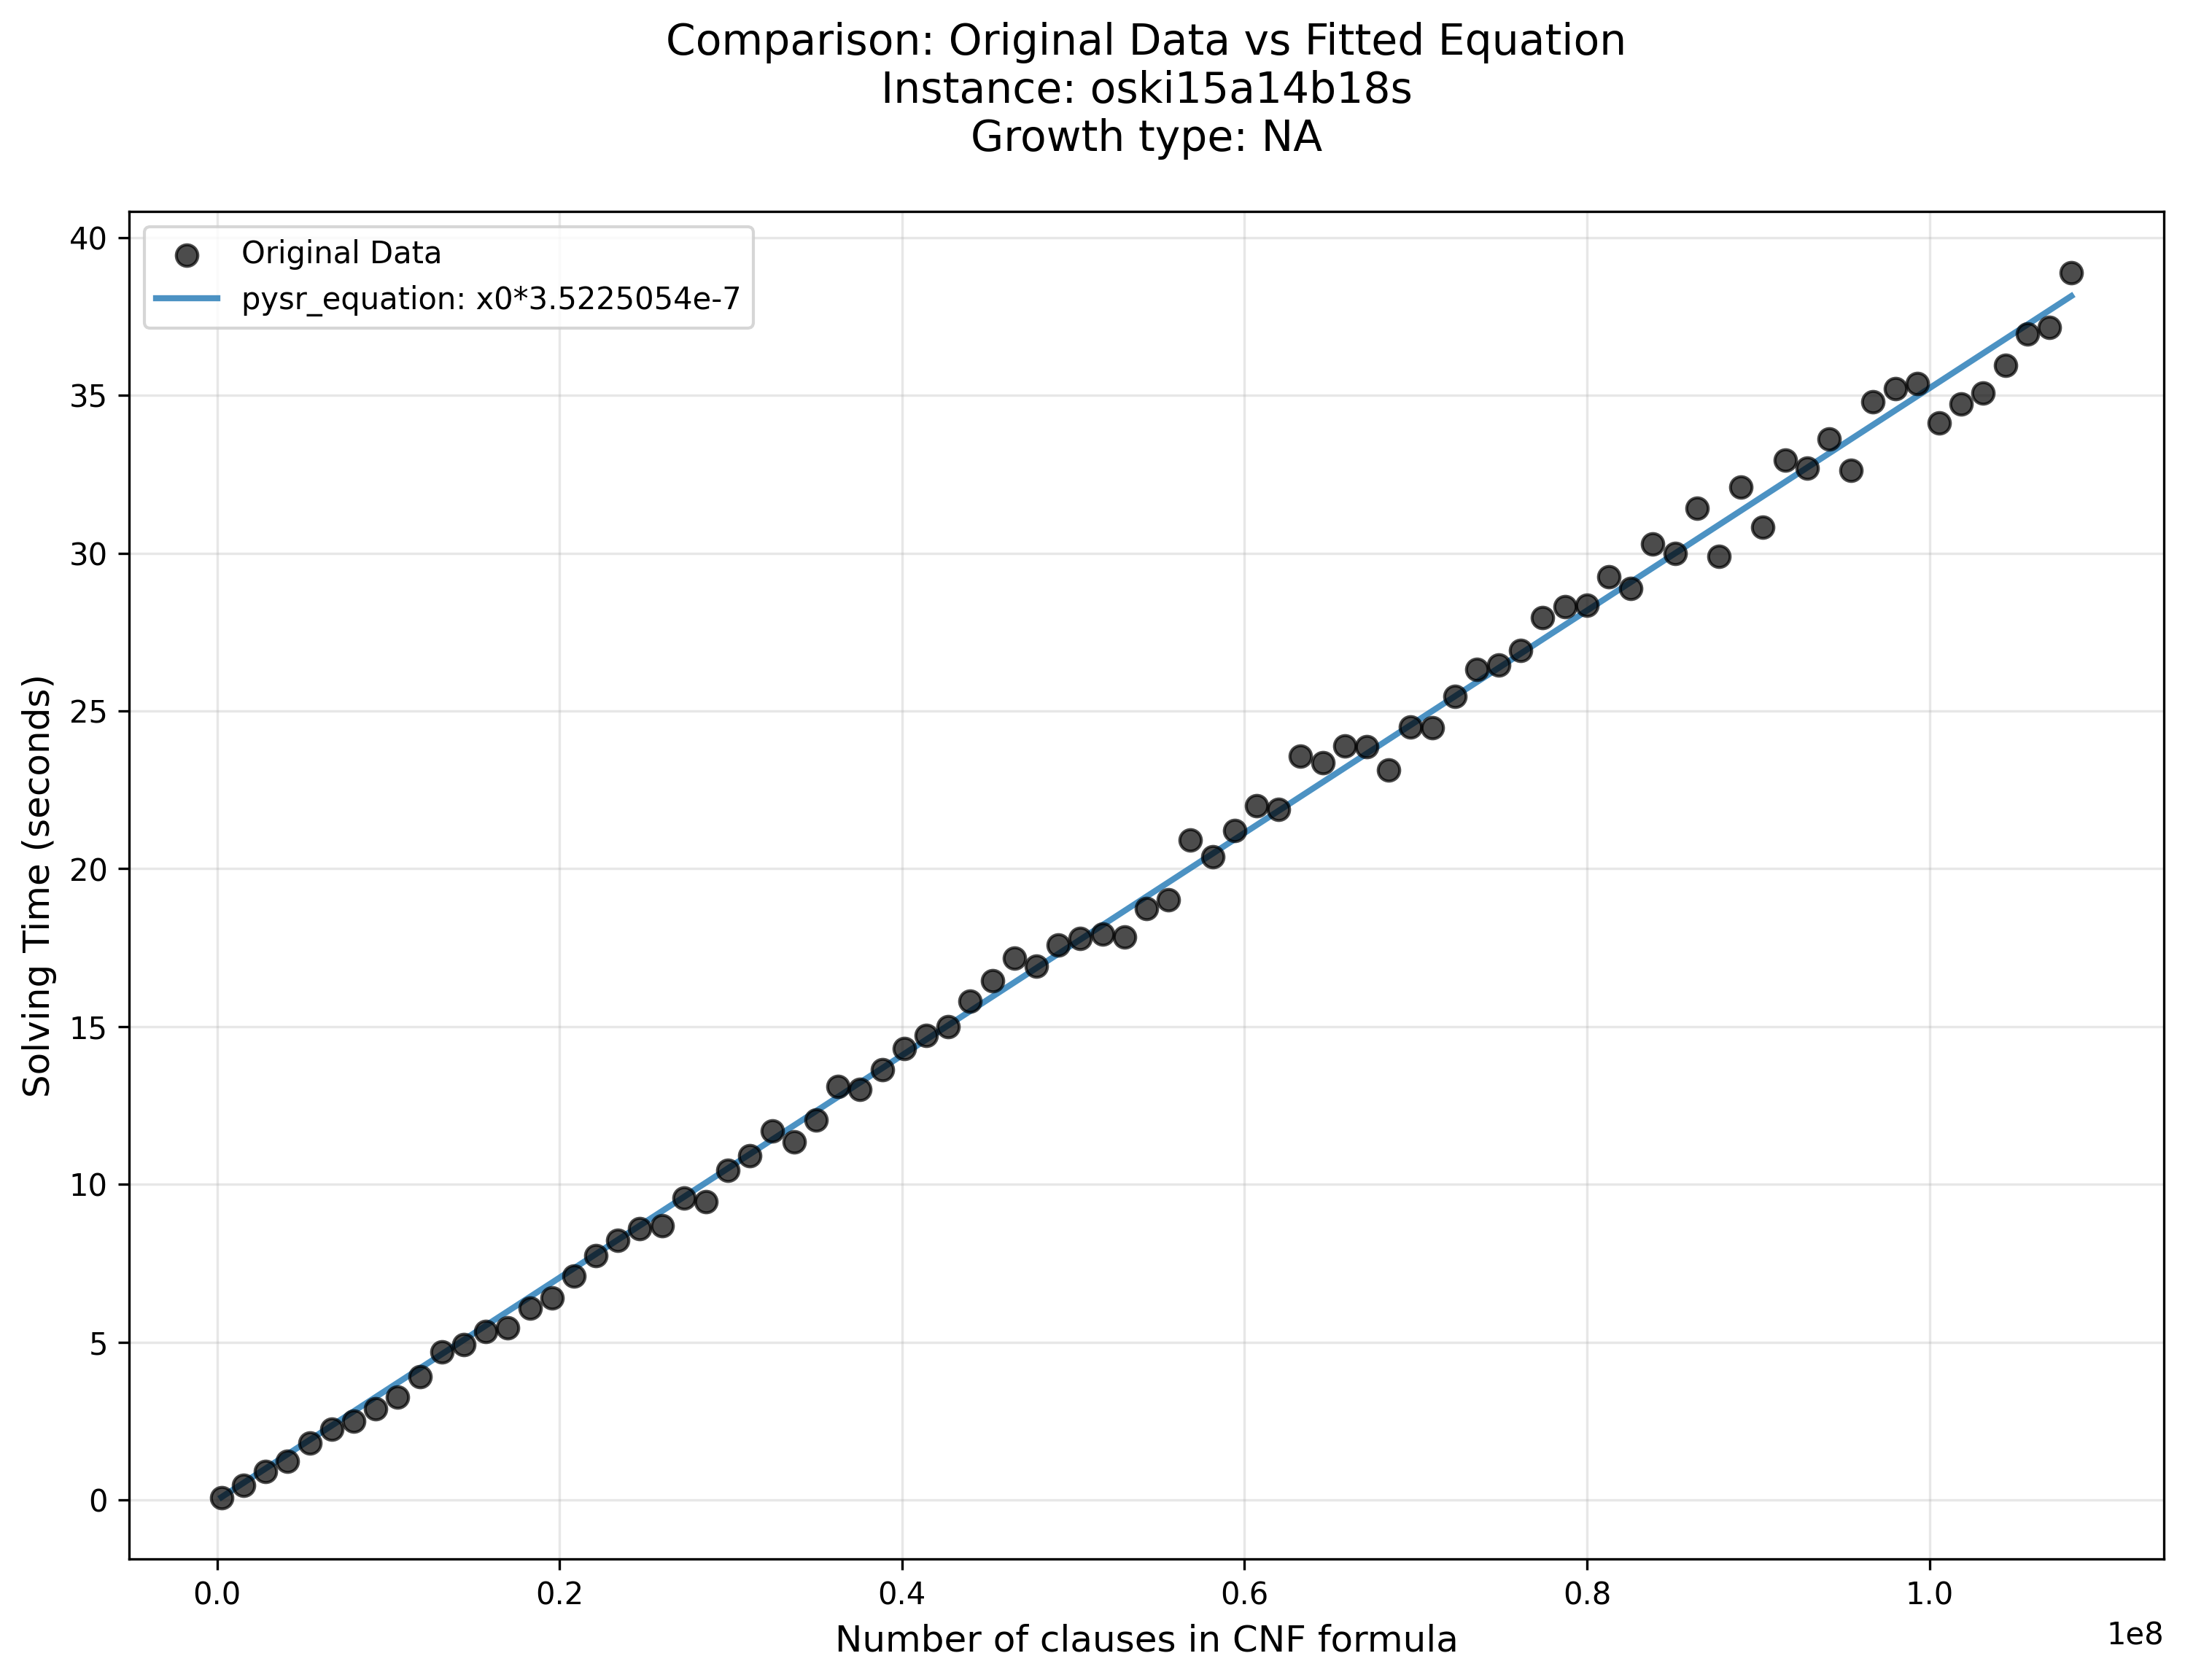 Comparison: Original Data vs Fitted Equation
Instance: oski15a14b18s
Growth type: NA
Original Data
pysr_equation: x0*3.5225054e-7
40
35
30
25
20
15
10
5
0
Solving Time (seconds)
0.0 0.2 0.4 0.6 0.8 1.0
1e8
Number of clauses in CNF formula